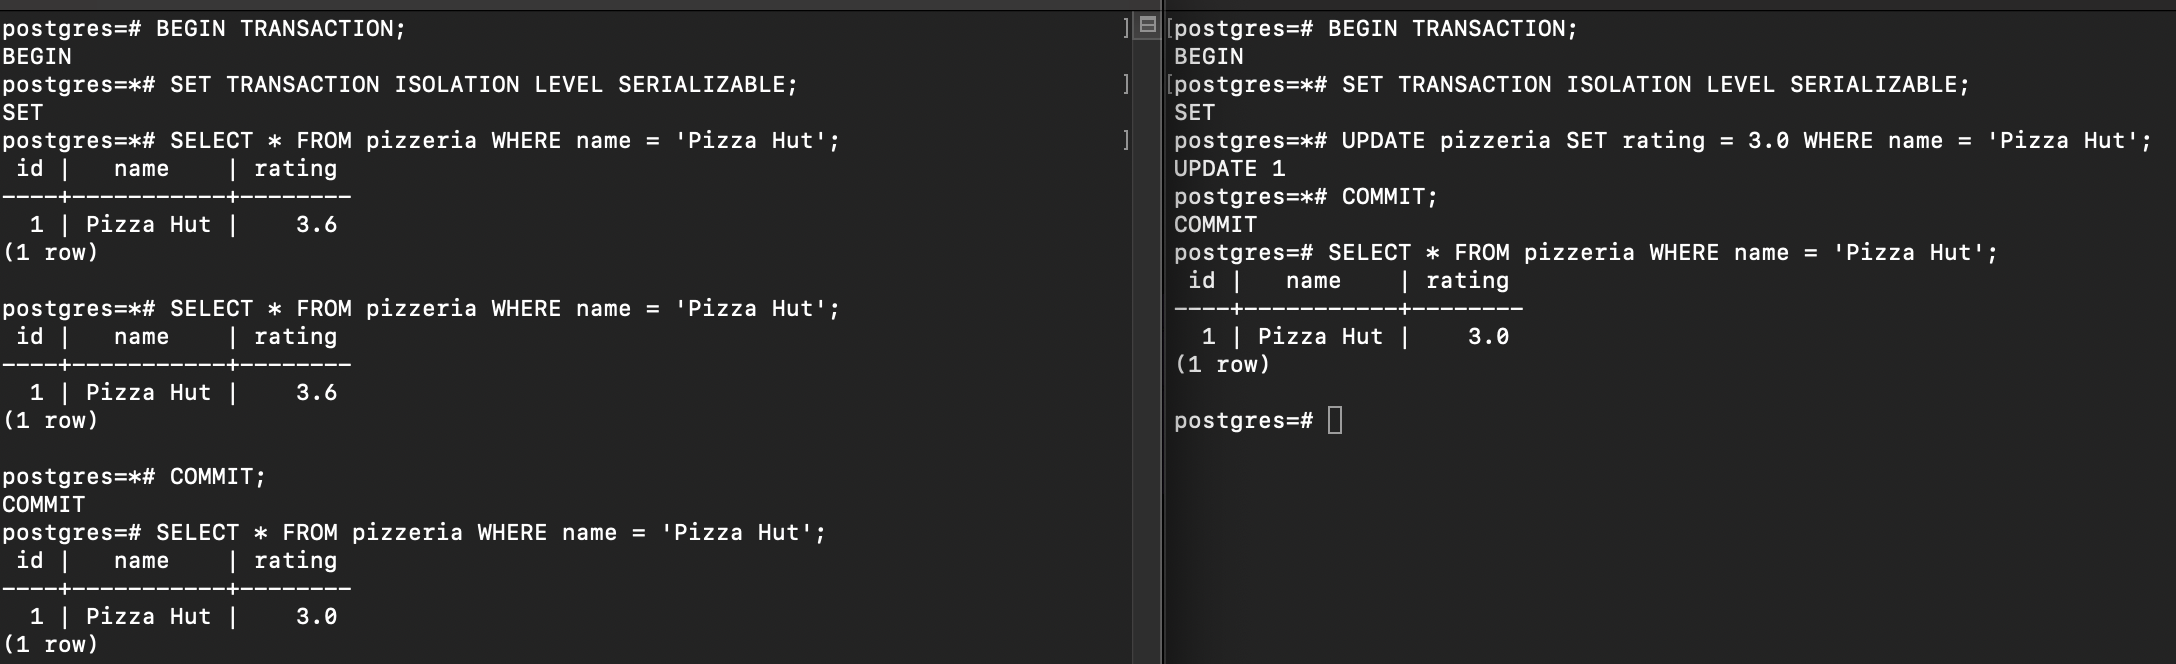 postgres=# BEGIN TRANSACTION;
BEGIN
postgres=*# SET TRANSACTION ISOLATION LEVEL SERIALIZABLE;
SET
postgres=*# SELECT * FROM pizzeria WHERE name = 'Pizza Hut';
 id |   name    | rating
----+-----------+--------
  1 | Pizza Hut |    3.6
(1 row)

postgres=*# SELECT * FROM pizzeria WHERE name = 'Pizza Hut';
 id |   name    | rating
----+-----------+--------
  1 | Pizza Hut |    3.6
(1 row)

postgres=*# COMMIT;
COMMIT
postgres=# SELECT * FROM pizzeria WHERE name = 'Pizza Hut';
 id |   name    | rating
----+-----------+--------
  1 | Pizza Hut |    3.0
(1 row)

postgres=# BEGIN TRANSACTION;
BEGIN
postgres=*# SET TRANSACTION ISOLATION LEVEL SERIALIZABLE;
SET
postgres=*# UPDATE pizzeria SET rating = 3.0 WHERE name = 'Pizza Hut';
UPDATE 1
postgres=*# COMMIT;
COMMIT
postgres=# SELECT * FROM pizzeria WHERE name = 'Pizza Hut';
 id |   name    | rating
----+-----------+--------
  1 | Pizza Hut |    3.0
(1 row)

postgres=#